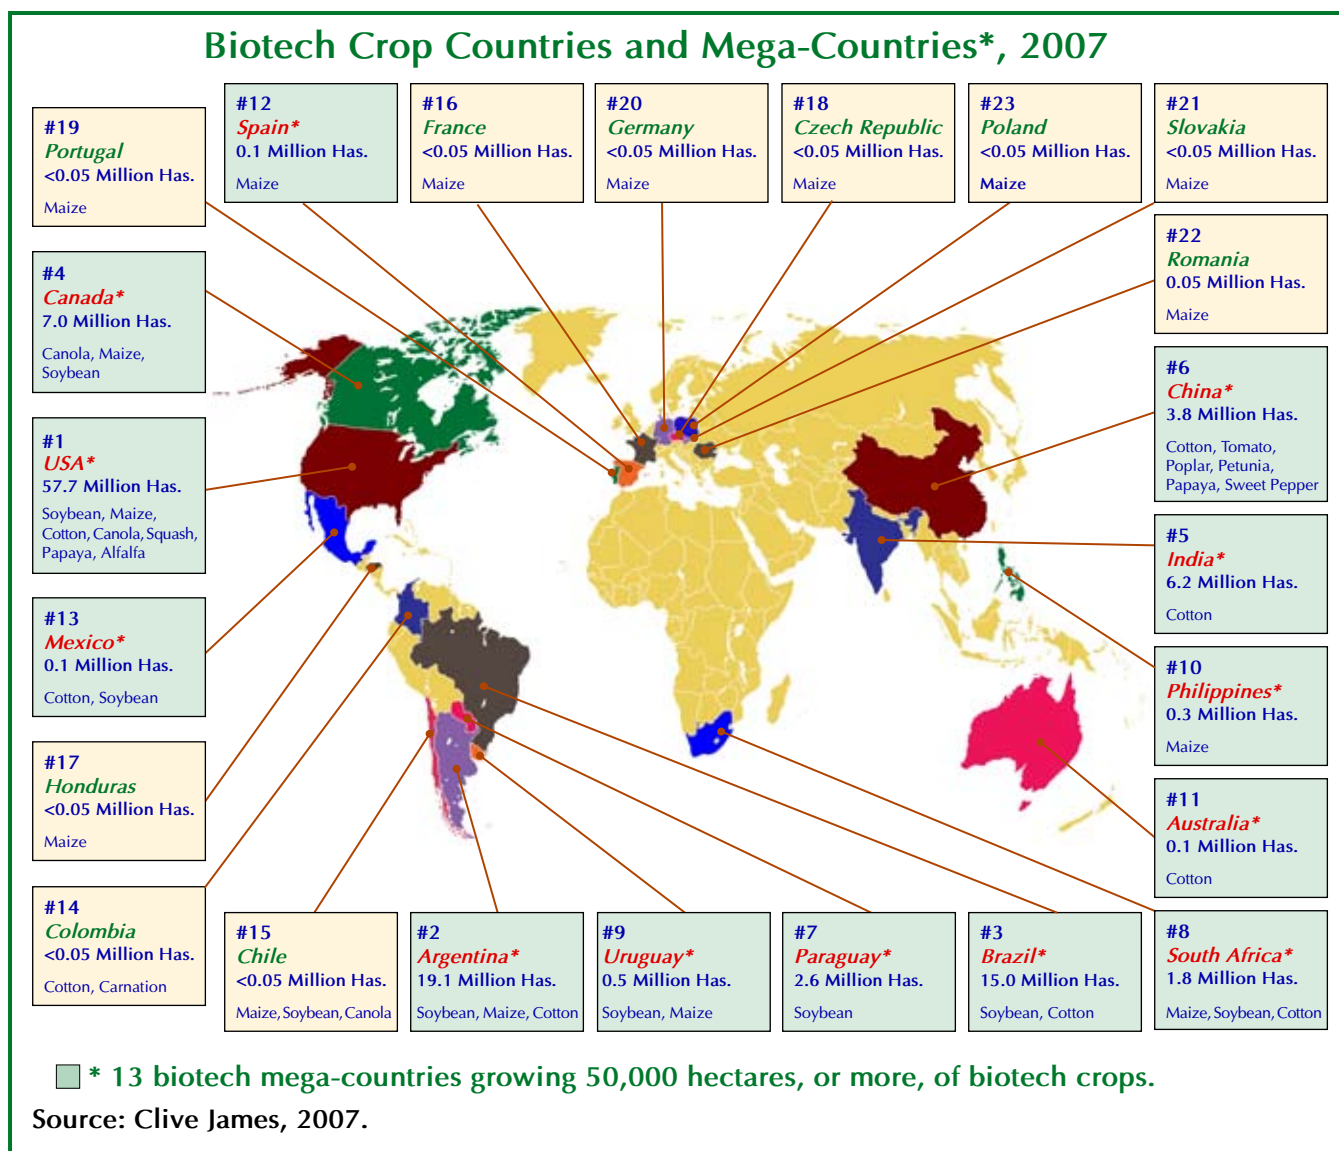 Biotech Crop Countries and Mega-Countries*, 2007
#19
Portugal
<0.05 Million Has.
Maize
#12
Spain*
0.1 Million Has.
Maize
#16
France
<0.05 Million Has.
Maize
#20
Germany
<0.05 Million Has.
Maize
#18
Czech Republic
<0.05 Million Has.
Maize
#23
Poland
<0.05 Million Has.
Maize
#21
Slovakia
<0.05 Million Has.
Maize
#22
Romania
0.05 Million Has.
Maize
#4
Canada*
7.0 Million Has.
Canola, Maize,
Soybean
#6
China*
3.8 Million Has.
Cotton, Tomato,
Poplar, Petunia,
Papaya, Sweet Pepper
#1
USA*
57.7 Million Has.
Soybean, Maize,
Cotton, Canola, Squash,
Papaya, Alfalfa
#5
India*
6.2 Million Has.
Cotton
#13
Mexico*
0.1 Million Has.
Cotton, Soybean
#10
Philippines*
0.3 Million Has.
Maize
#17
Honduras
<0.05 Million Has.
Maize
#11
Australia*
0.1 Million Has.
Cotton
#14
Colombia
<0.05 Million Has.
Cotton, Carnation
#15
Chile
<0.05 Million Has.
Maize, Soybean, Canola
#2
Argentina*
19.1 Million Has.
Soybean, Maize, Cotton
#9
Uruguay*
0.5 Million Has.
Soybean, Maize
#7
Paraguay*
2.6 Million Has.
Soybean
#3
Brazil*
15.0 Million Has.
Soybean, Cotton
#8
South Africa*
1.8 Million Has.
Maize, Soybean, Cotton
* 13 biotech mega-countries growing 50,000 hectares, or more, of biotech crops.
Source: Clive James, 2007.